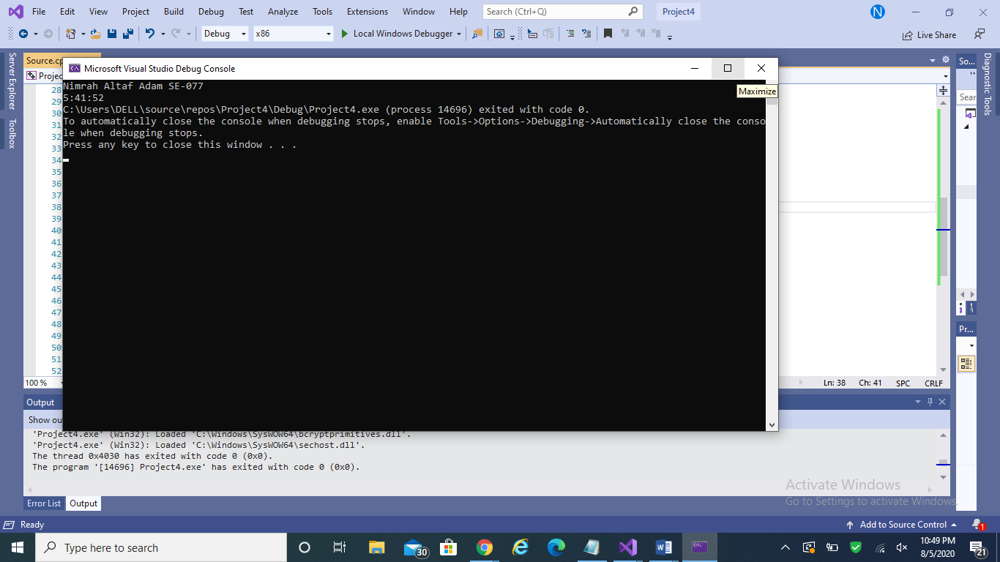 File Edit View Project Build Debug Test Analyze Tools Extensions Window Help Search (Ctrl+Q) Project4 N
Debug x86 Local Windows Debugger Live Share
Server Explorer
Toolbox
Source.cp
Projec
Microsoft Visual Studio Debug Console
Maximize
Nimrah Altaf Adam SE-077
5:41:52
C:\Users\DELL\source\repos\Project4\Debug\Project4.exe (process 14696) exited with code 0.
To automatically close the console when debugging stops, enable Tools->Options->Debugging->Automatically close the conso
le when debugging stops.
Press any key to close this window . . .
28
29
30
31
32
33
34
35
36
37
38
39
40
41
42
43
44
45
46
47
48
49
50
51
52
So...
Sear
Diagnostic Tools
Pr...
100 % Ln: 38 Ch: 41 SPC CRLF
Output
Show ou
'Project4.exe' (Win32): Loaded 'C:\Windows\SysWOW64\bcryptprimitives.dll'.
'Project4.exe' (Win32): Loaded 'C:\Windows\SysWOW64\sechost.dll'.
The thread 0x4030 has exited with code 0 (0x0).
The program '[14696] Project4.exe' has exited with code 0 (0x0).
Activate Windows
Go to Settings to activate Windows.
Error List Output
Ready Add to Source Control 1
Type here to search 30 10:49 PM
8/5/2020 21